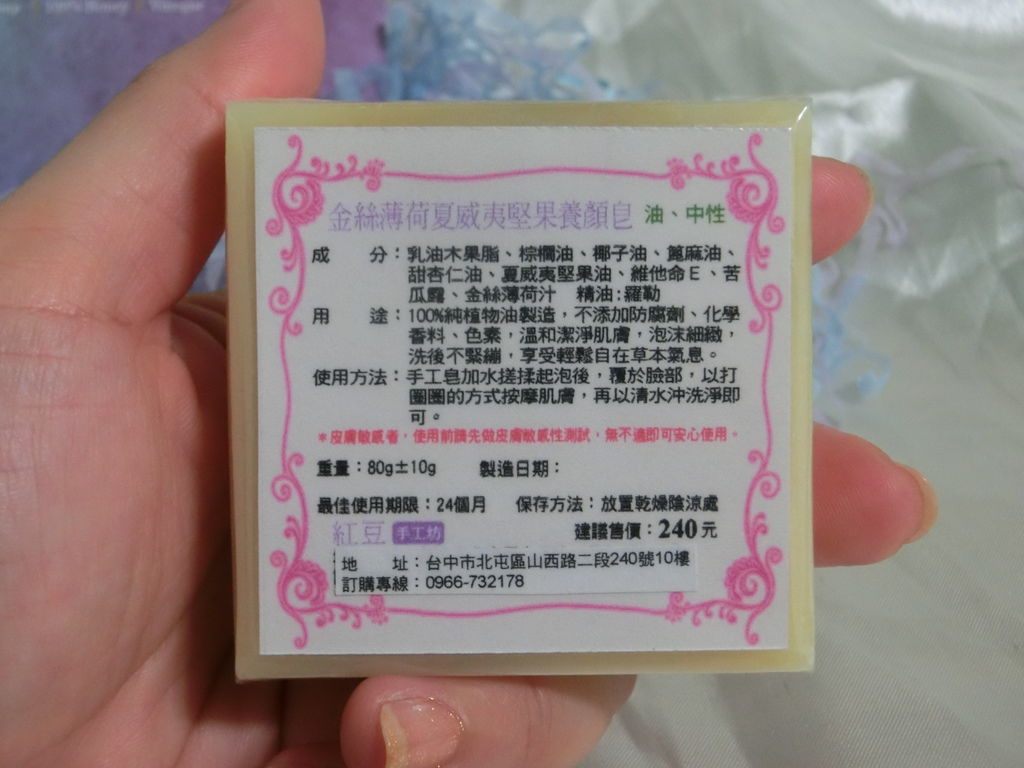 100% Honey / Vinegar
金絲薄荷夏威夷堅果養顏皂 油、中性
成 分：乳油木果脂、棕櫚油、椰子油、篦麻油、
甜杏仁油、夏威夷堅果油、維他命E、苦
瓜露、金絲薄荷汁 精油:羅勒
用 途：100%純植物油製造，不添加防腐劑、化學
香料、色素，溫和潔淨肌膚，泡沫細緻，
洗後不緊繃，享受輕鬆自在草本氣息。
使用方法：手工皂加水搓揉起泡後，覆於臉部，以打
圈圈的方式按摩肌膚，再以清水沖洗淨即
可。
*皮膚敏感者，使用前請先做皮膚敏感性測試，無不適即可安心使用。
重量：80g±10g 製造日期：
最佳使用期限：24個月 保存方法：放置乾燥陰涼處
紅豆 手工坊 建議售價：240元
地 址：台中市北屯區山西路二段240號10樓
訂購專線：0966-732178